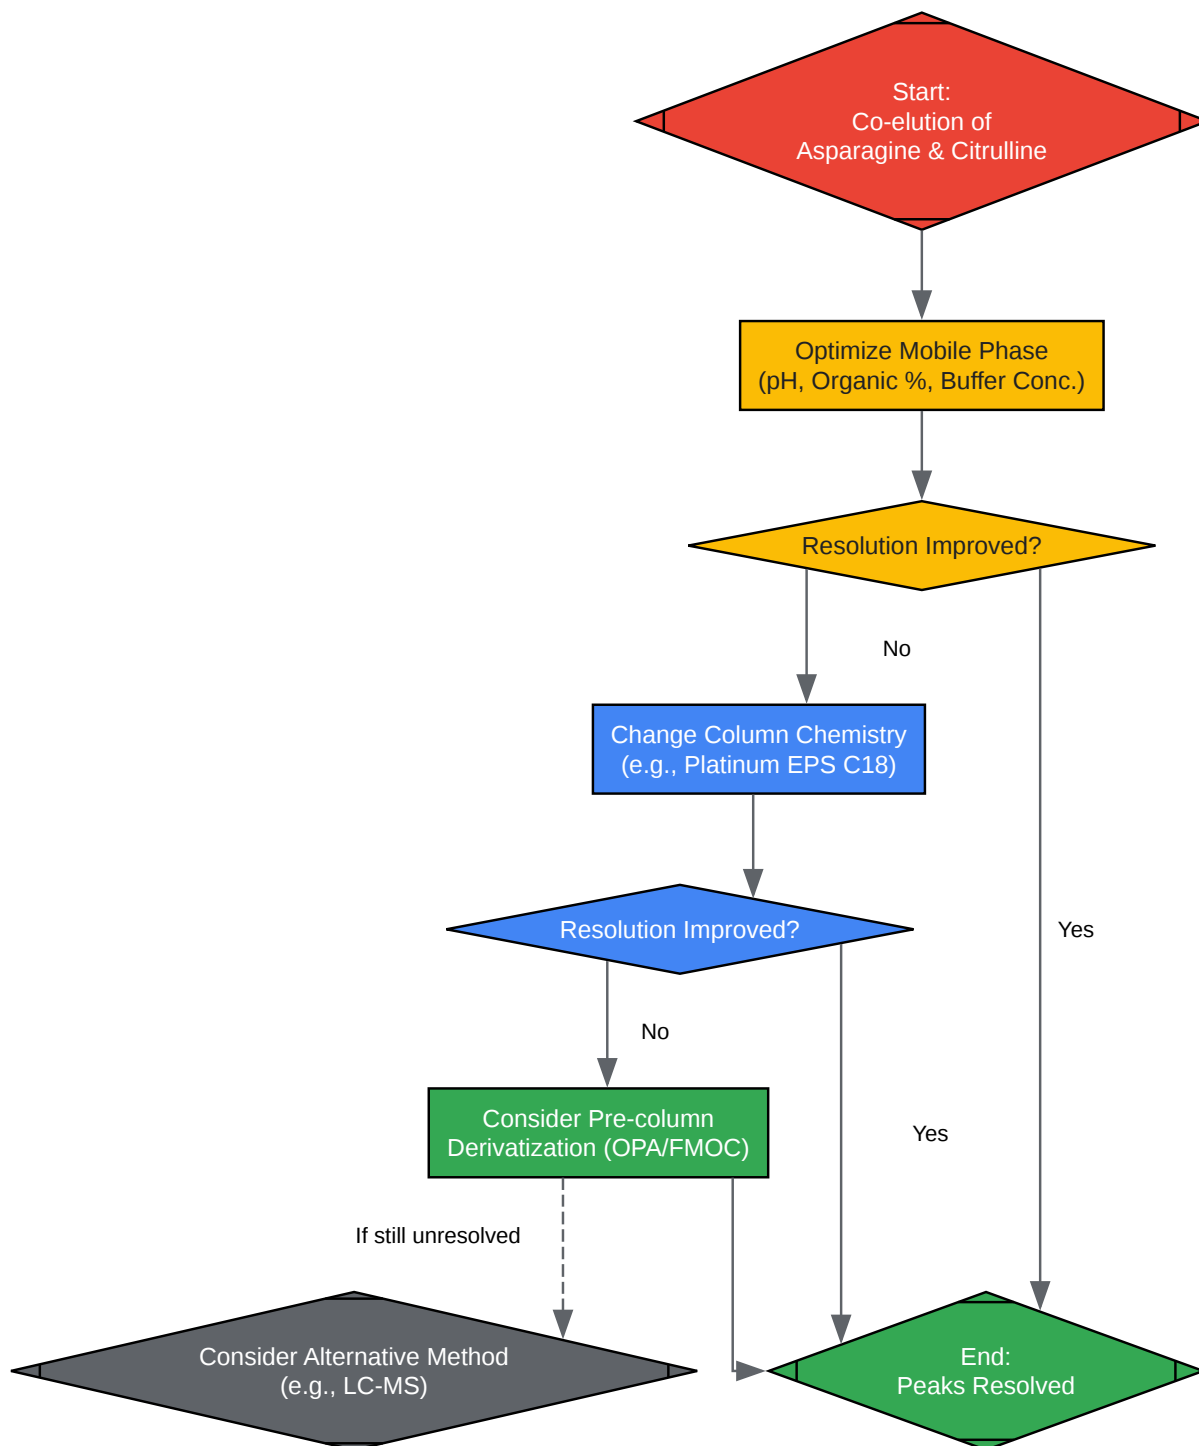 Start:
Co-elution of
Asparagine & Citrulline
Optimize Mobile Phase
(pH, Organic %, Buffer Conc.)
Resolution Improved?
No
Change Column Chemistry
(e.g., Platinum EPS C18)
Resolution Improved?
Yes
No
Consider Pre-column
Derivatization (OPA/FMOC)
Yes
If still unresolved
Consider Alternative Method
(e.g., LC-MS)
End:
Peaks Resolved